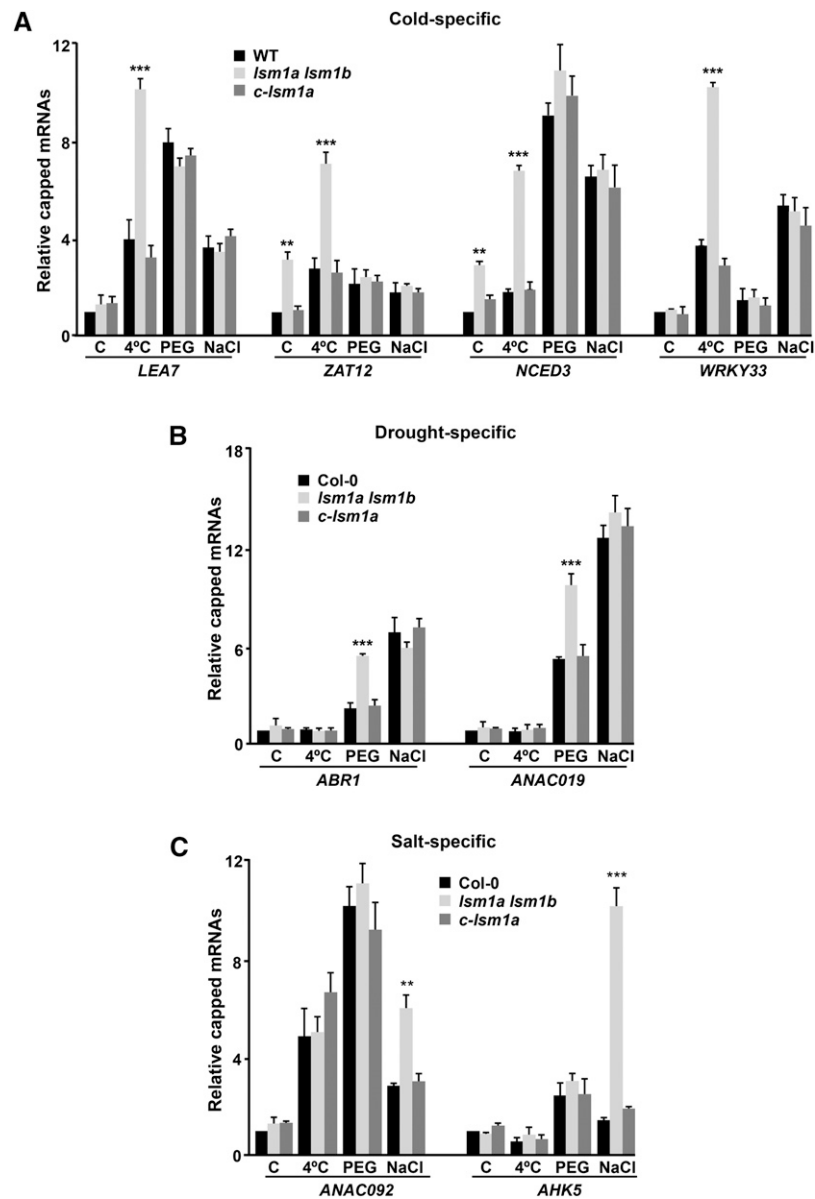 A
Cold-specific
Relative capped mRNAs
12
8
4
0
WT
lsm1a lsm1b
c-lsm1a
***
**
***
**
***
***
C 4ºC PEG NaCl C 4ºC PEG NaCl C 4ºC PEG NaCl C 4ºC PEG NaCl
LEA7 ZAT12 NCED3 WRKY33
B
Drought-specific
Relative capped mRNAs
18
12
6
0
Col-0
lsm1a lsm1b
c-lsm1a
***
***
C 4ºC PEG NaCl C 4ºC PEG NaCl
ABR1 ANAC019
C
Salt-specific
Relative capped mRNAs
12
8
4
0
Col-0
lsm1a lsm1b
c-lsm1a
**
***
C 4ºC PEG NaCl C 4ºC PEG NaCl
ANAC092 AHK5